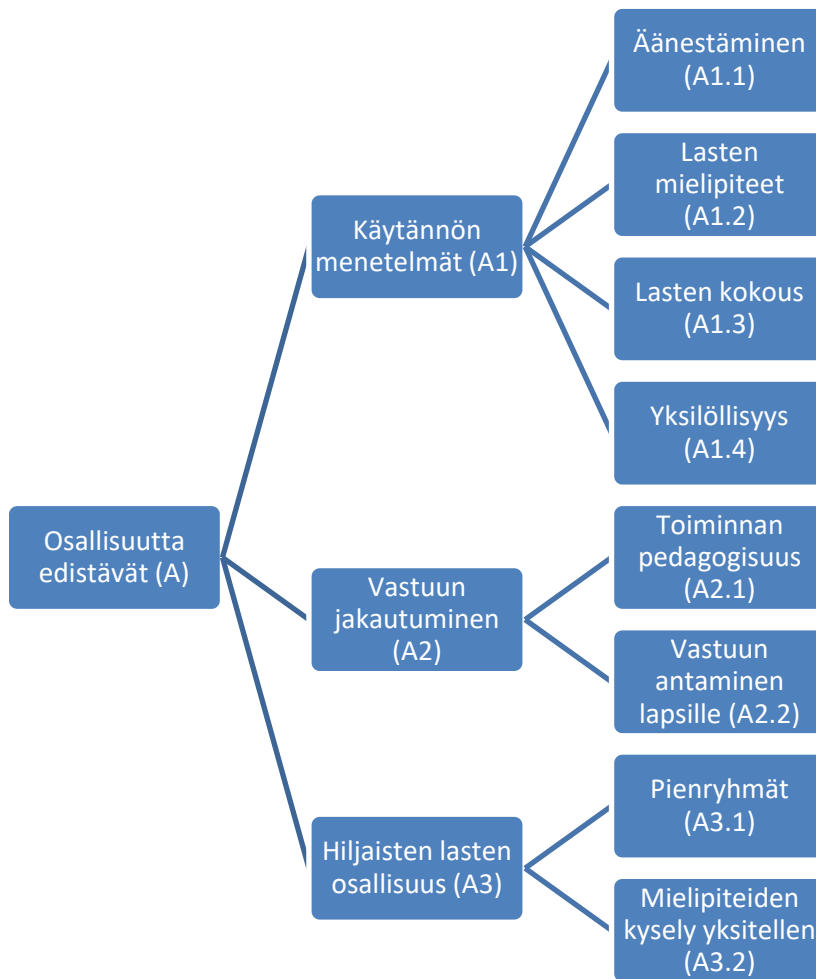 Osallisuutta
edistävät (A)
Käytännön
menetelmät (A1)
Äänestäminen
(A1.1)
Lasten
mielipiteet
(A1.2)
Lasten kokous
(A1.3)
Yksilöllisyys
(A1.4)
Vastuun
jakautuminen
(A2)
Toiminnan
pedagogisuus
(A2.1)
Vastuun
antaminen
lapsille (A2.2)
Hiljaisten lasten
osallisuus (A3)
Pienryhmät
(A3.1)
Mielipiteiden
kysely yksitellen
(A3.2)